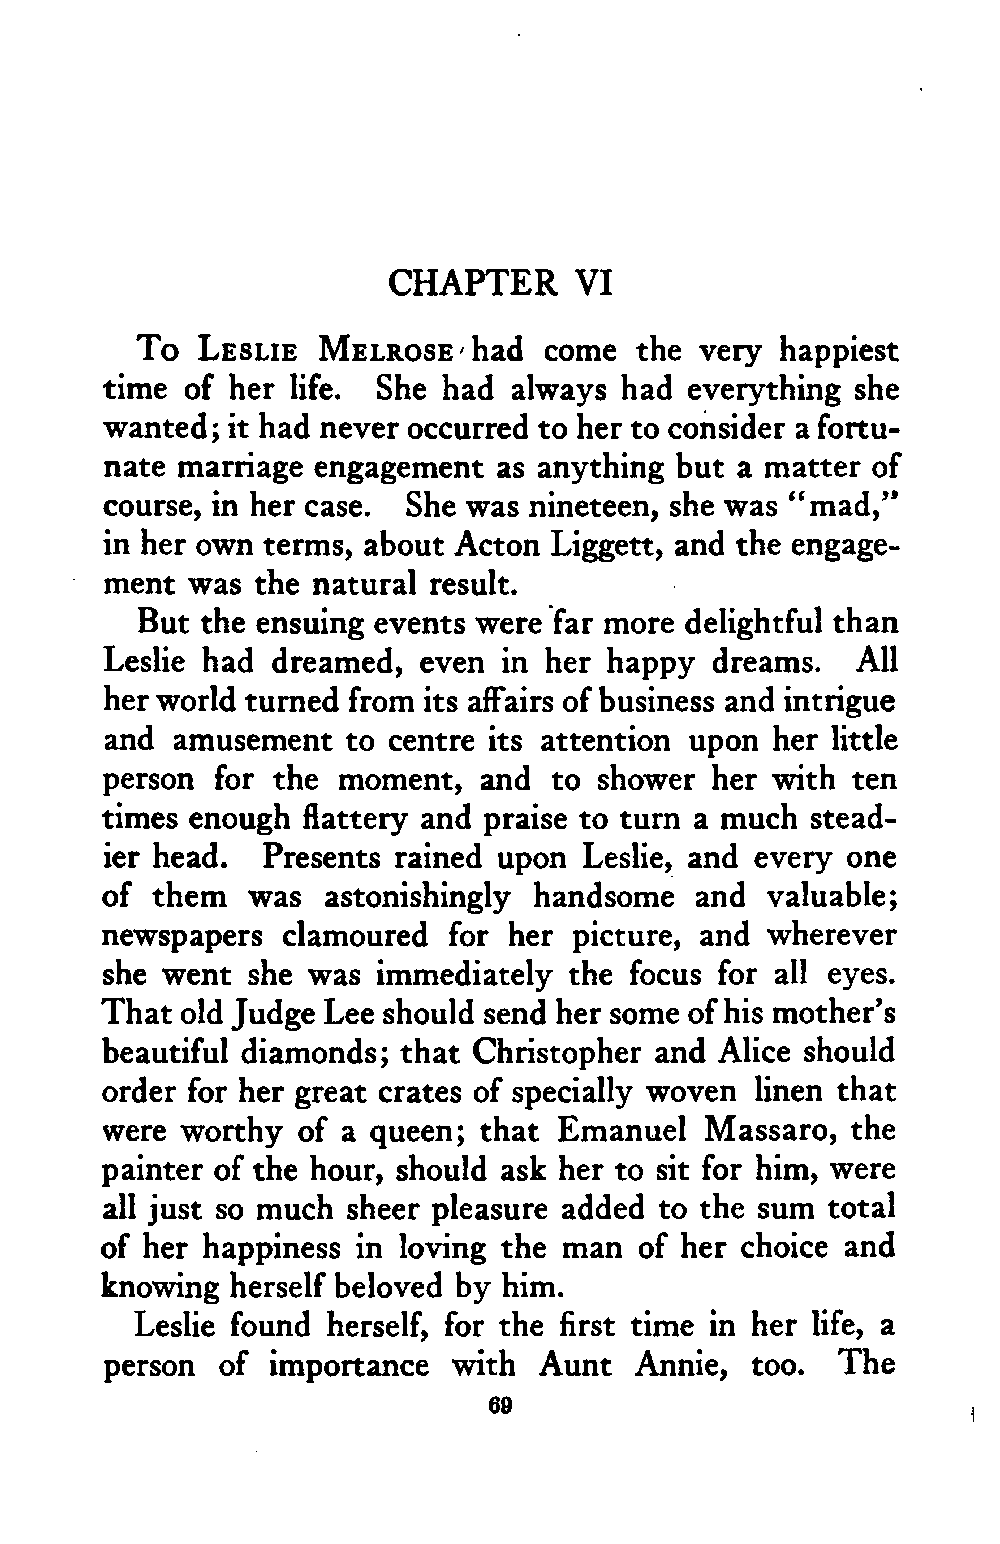 CHAPTER VI
To Leslie Melrose had come the very happiest
time of her life. She had always had everything she
wanted; it had never occurred to her to consider a fortu-
nate marriage engagement as anything but a matter of
course, in her case. She was nineteen, she was "mad,"
in her own terms, about Acton Liggett, and the engage-
ment was the natural result.
But the ensuing events were far more delightful than
Leslie had dreamed, even in her happy dreams. All
her world turned from its affairs of business and intrigue
and amusement to centre its attention upon her little
person for the moment, and to shower her with ten
times enough flattery and praise to turn a much stead-
ier head. Presents rained upon Leslie, and every one
of them was astonishingly handsome and valuable;
newspapers clamoured for her picture, and wherever
she went she was immediately the focus for all eyes.
That old Judge Lee should send her some of his mother's
beautiful diamonds; that Christopher and Alice should
order for her great crates of specially woven linen that
were worthy of a queen; that Emanuel Massaro, the
painter of the hour, should ask her to sit for him, were
all just so much sheer pleasure added to the sum total
of her happiness in loving the man of her choice and
knowing herself beloved by him.
Leslie found herself, for the first time in her life, a
person of importance with Aunt Annie, too. The
69